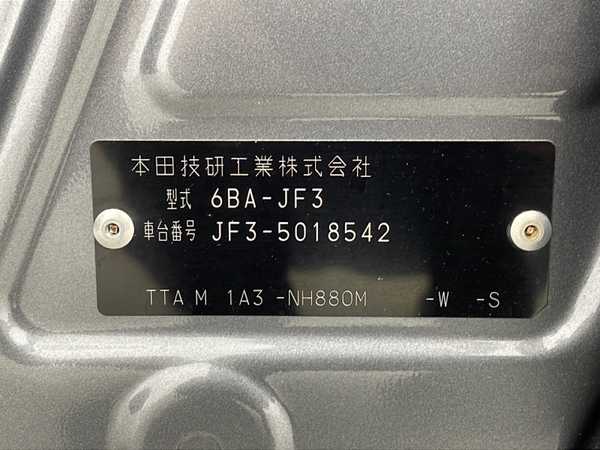 本田技研工業株式会社
型式 6BA-JF3
車台番号 JF3-5018542
TTA M 1A3 -NH880M -W -S